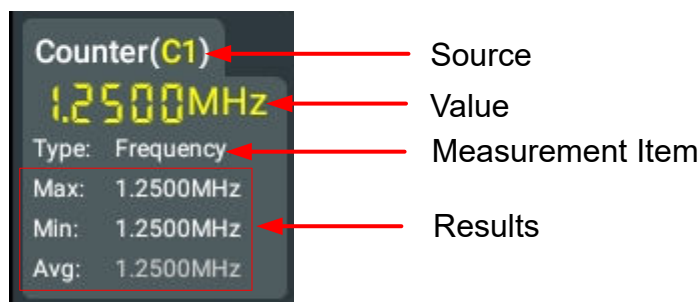 Counter(C1) Source
1.2500MHz Value
Type: Frequency Measurement Item
Max: 1.2500MHz
Min: 1.2500MHz Results
Avg: 1.2500MHz